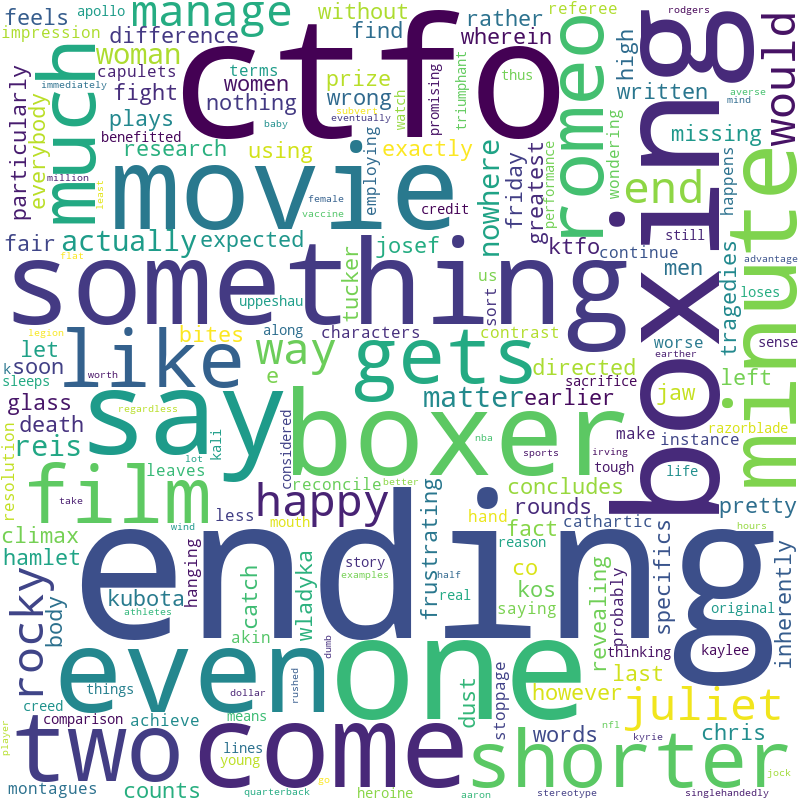 apollo
manage
without
referee
rodgers
feels
impression
difference
find
rather
ctfo
wherein
romeo
high
would
woman
terms
capulets
women
prize
thus
written
immediately
averse
mind
much
fight
nothing
wrong
promising
triumphant
subvert
eventually
baby
watch
plays
benefitted
particularly
everybody
research
using
exactly
missing
million
least
movie
employing
nowhere
friday
greatest
performance
wondering
happens
boxing
minute
end
female
vaccine
credit
fair
actually
expected
josef
ktfo
continue
still
advantage
flat
something
tucker
us
sort
men
tragedies
loses
uppeshau
legion
bites
along
characters
contrast
worse
sense
earther
let
like
way
gets
directed
k
soon
sleeps
worth
e
matter
earlier
sacrifice
left
jaw
glass
regardless
say
boxer
make
razorblade
death
reis
kali
considered
nba
sports
irving
tough
instance
life
resolution
leaves
lot
reconcile
better
concludes
film
take
happy
rounds
pretty
less
mouth
hand
fact
cathartic
climax
wind
hanging
frustrating
reason
hours
hamlet
story
examples
half
co
specifics
ending
rocky
body
kubota
catch
wladyka
real
kos
saying
revealing
probably
original
inherently
athletes
akin
dumb
thinking
kaylee
even
one
last
things
dollar
rushed
dust
stoppage
however
juliet
creed
comparison
achieve
means
young
lines
two
come
shorter
words
nfl
kyrie
chris
player
go
montagues
counts
quarterback
heroine
aaron
stereotype
singlehandedly
jock